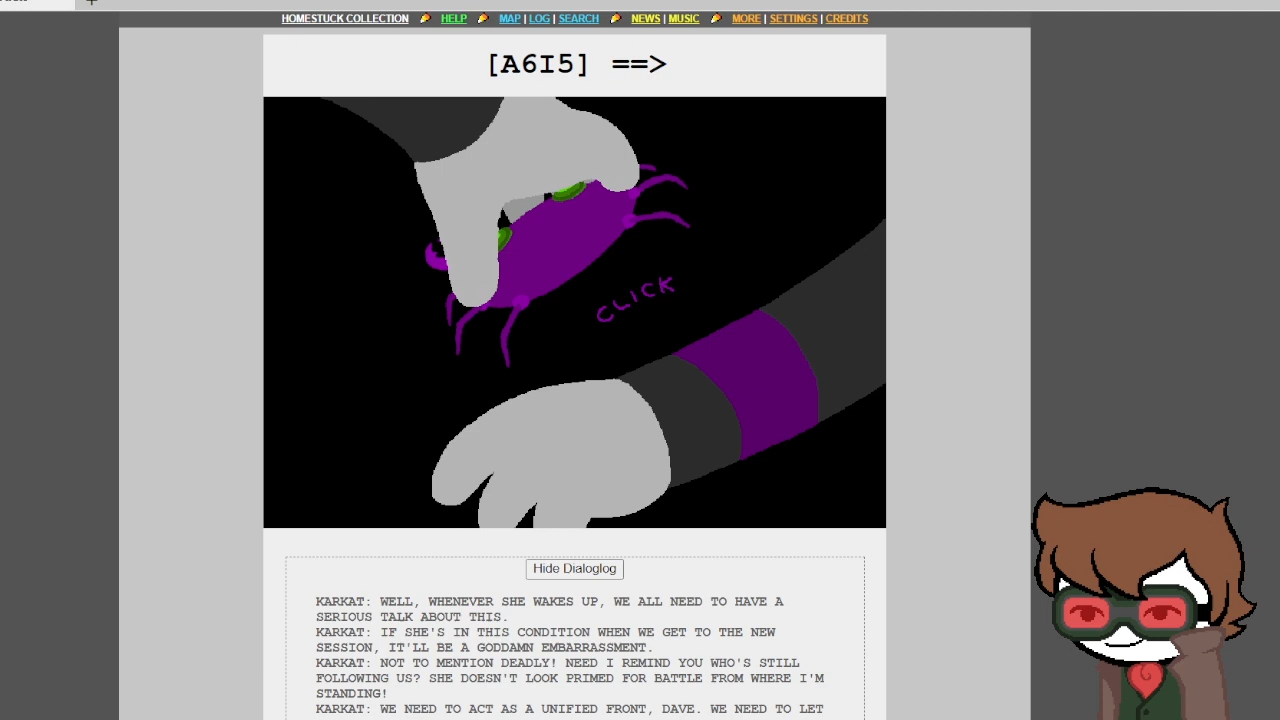 HOMESTUCK COLLECTION HELP MAP | LOG | SEARCH NEWS | MUSIC MORE | SETTINGS | CREDITS
[A6I5] ==>
CLICK
Hide Dialoglog
KARKAT: WELL, WHENEVER SHE WAKES UP, WE ALL NEED TO HAVE A
SERIOUS TALK ABOUT THIS.
KARKAT: IF SHE'S IN THIS CONDITION WHEN WE GET TO THE NEW
SESSION, IT'LL BE A GODDAMN EMBARRASSMENT.
KARKAT: NOT TO MENTION DEADLY! NEED I REMIND YOU WHO'S STILL
FOLLOWING US? SHE DOESN'T LOOK PRIMED FOR BATTLE FROM WHERE I'M
STANDING!
KARKAT: WE NEED TO ACT AS A UNIFIED FRONT, DAVE. WE NEED TO LET